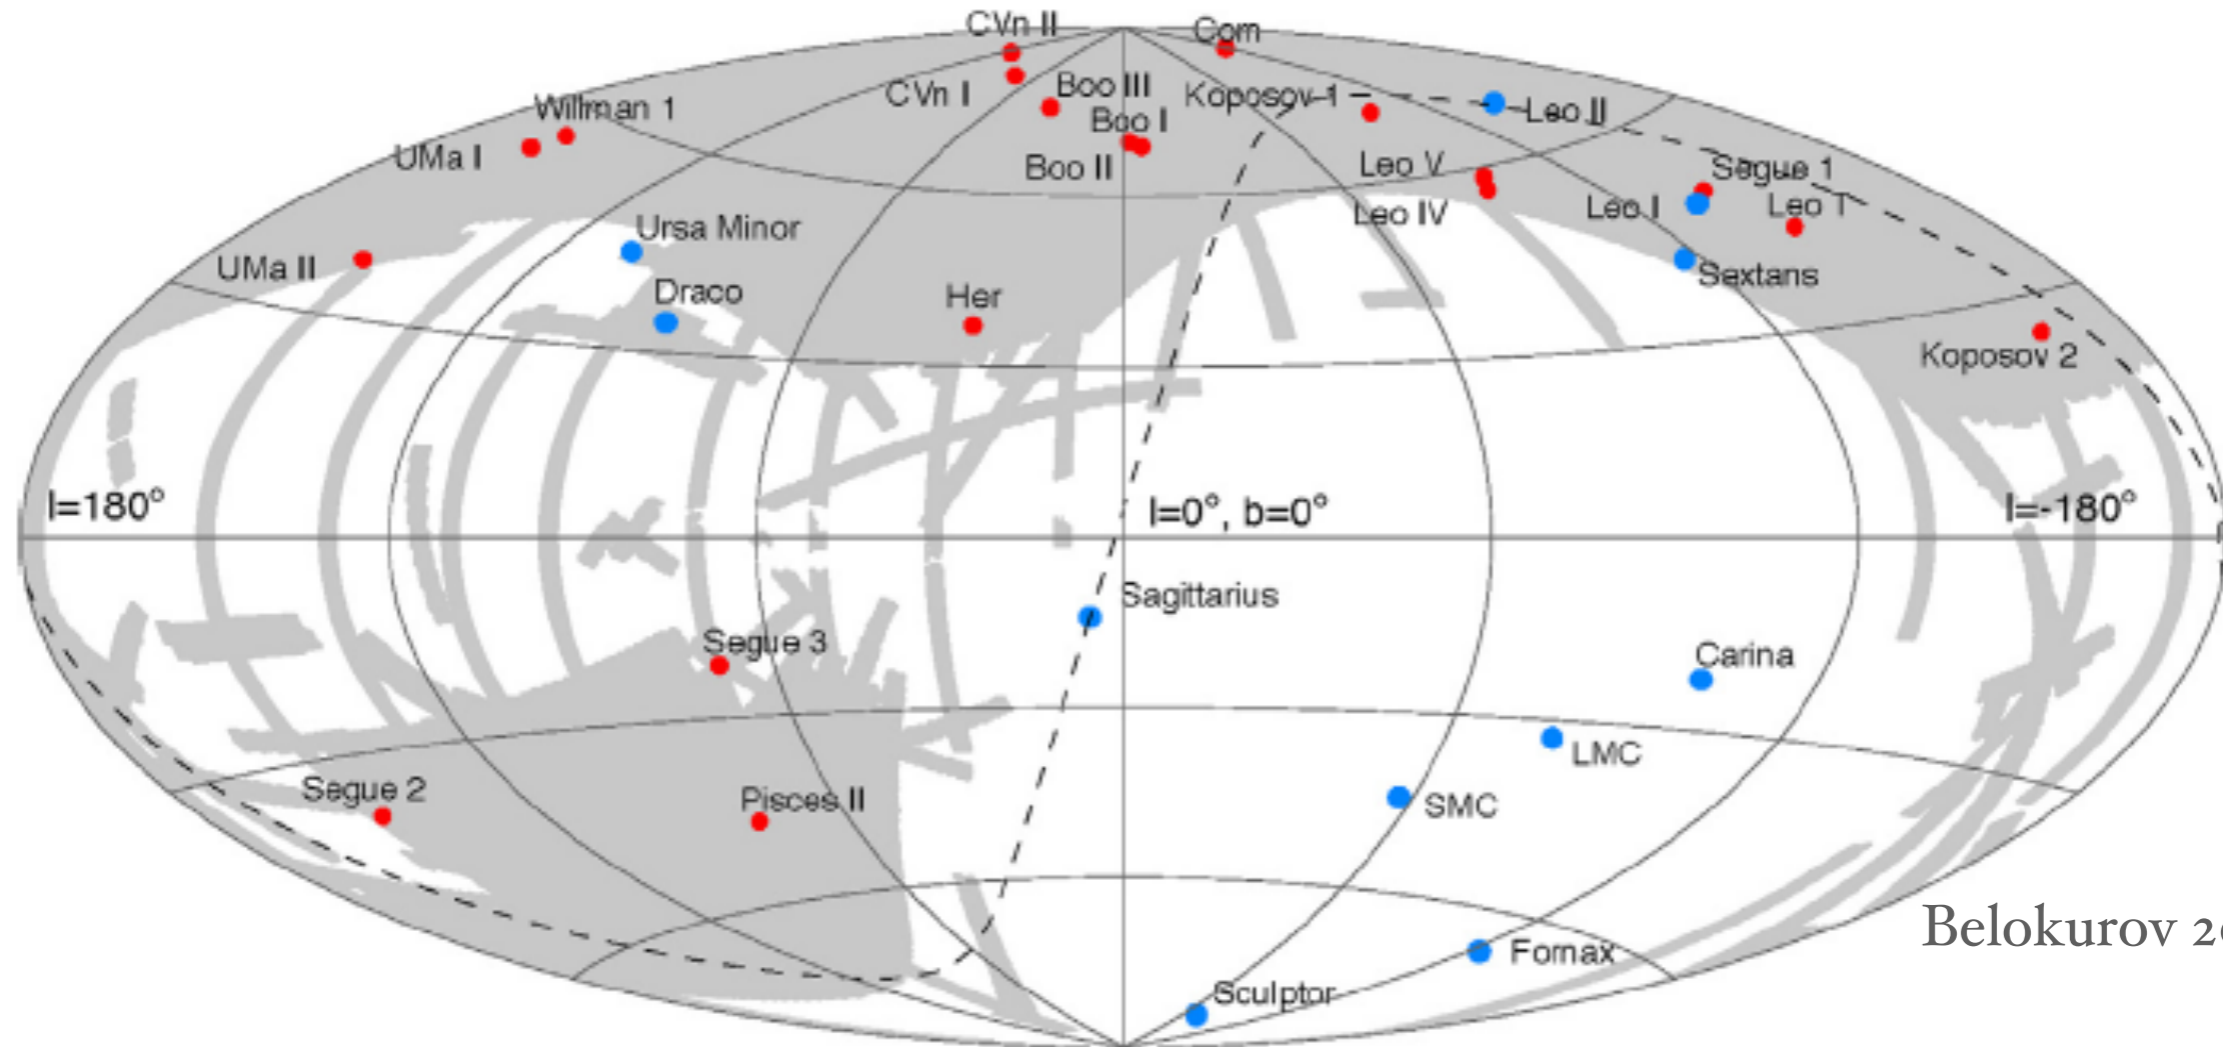 CVn II
Com
CVn I
Boo III
Koposov 1
Leo II
Willman 1
Boo I
UMa I
Boo II
Leo V
Segue 1
Leo IV
Leo I
Leo T
Ursa Minor
UMa II
Sextans
Draco
Her
Koposov 2
l=180°
l=0°, b=0°
l=-180°
Sagittarius
Segue 3
Carina
LMC
Segue 2
Pisces II
SMC
Belokurov
Fornax
Sculptor